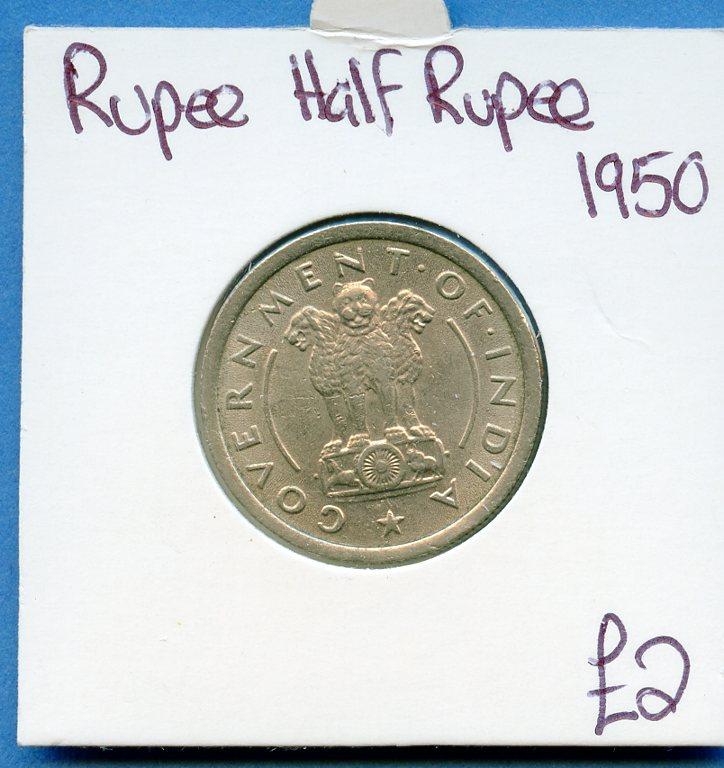 Rupee Half Rupee
1950
GOVERNMENT·OF·INDIA
£2